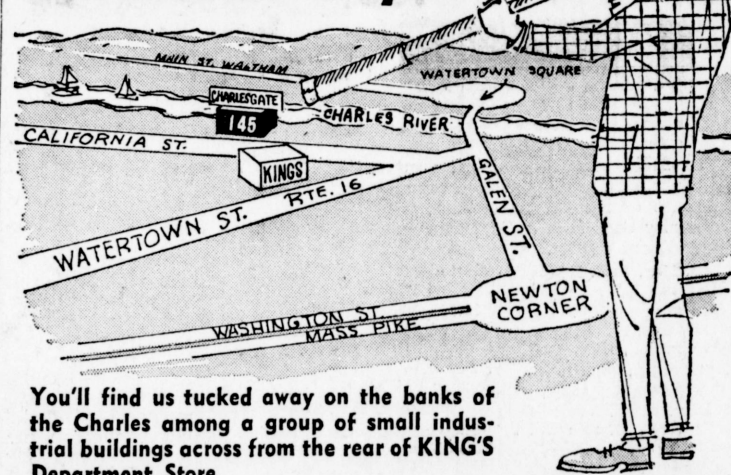 MAIN ST. WALTHAM
WATERTOWN SQUARE
CHARLESGATE
145
CHARLES RIVER
CALIFORNIA ST.
KINGS
GALEN ST.
WATERTOWN ST. RTE. 16
NEWTON
CORNER
WASHINGTON ST.
MASS PIKE
You'll find us tucked away on the banks of
the Charles among a group of small indus-
trial buildings across from the rear of KING'S
Department Store